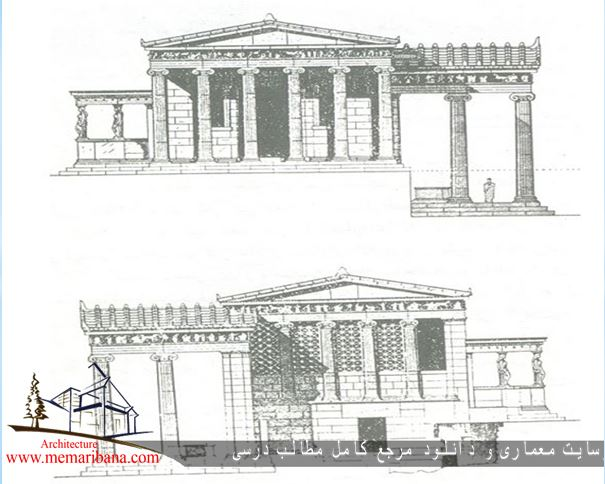 Architecture
www.memaribana.com
سایت معماری و دانلود مرجع کامل مطالب درسی